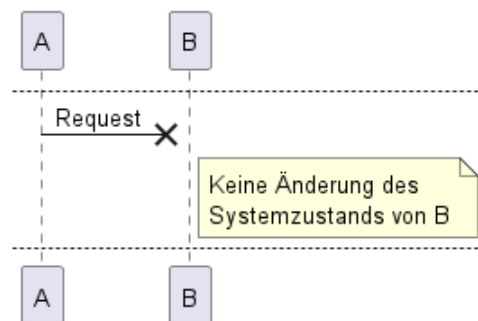 A B
Request
Keine Änderung des
Systemzustands von B
A B